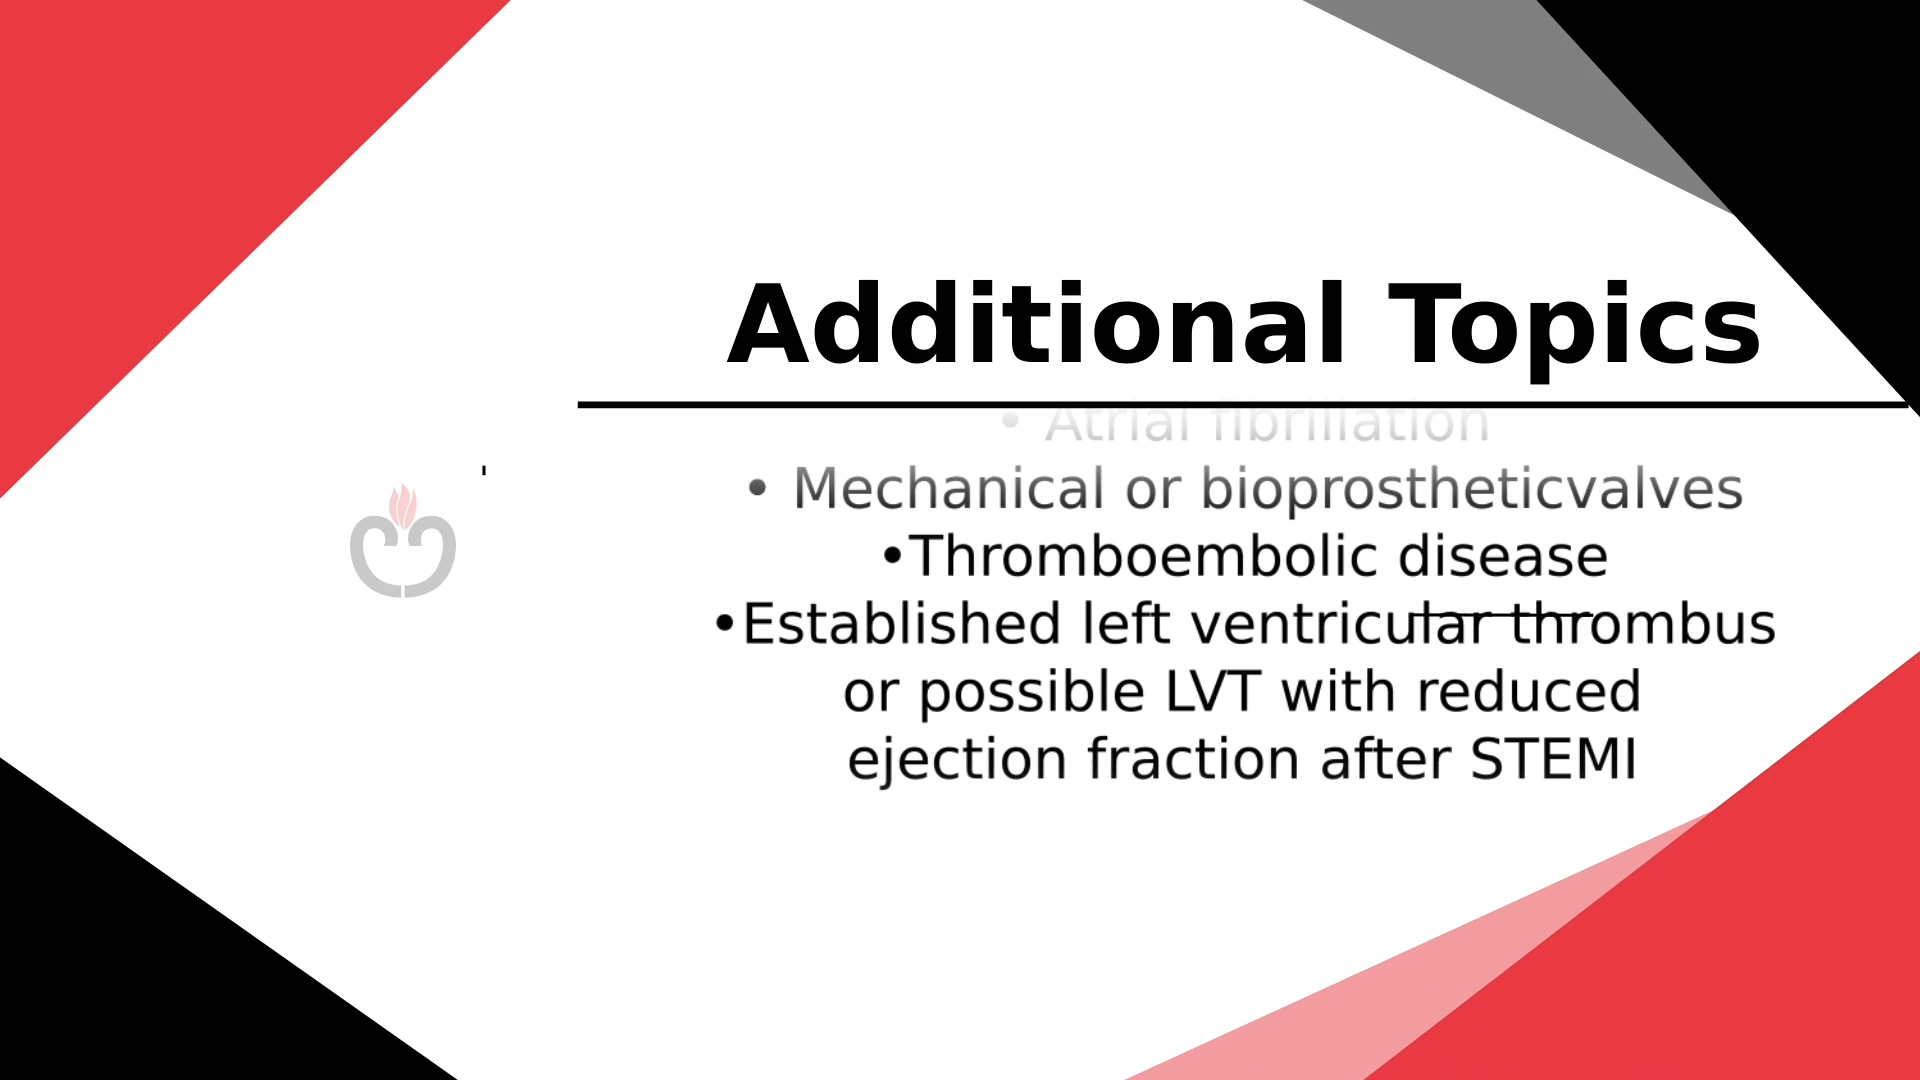 Additional Topics
• Atrial fibrillation
• Mechanical or bioprostheticvalves
•Thromboembolic disease
•Established left ventricular thrombus
or possible LVT with reduced
ejection fraction after STEMI